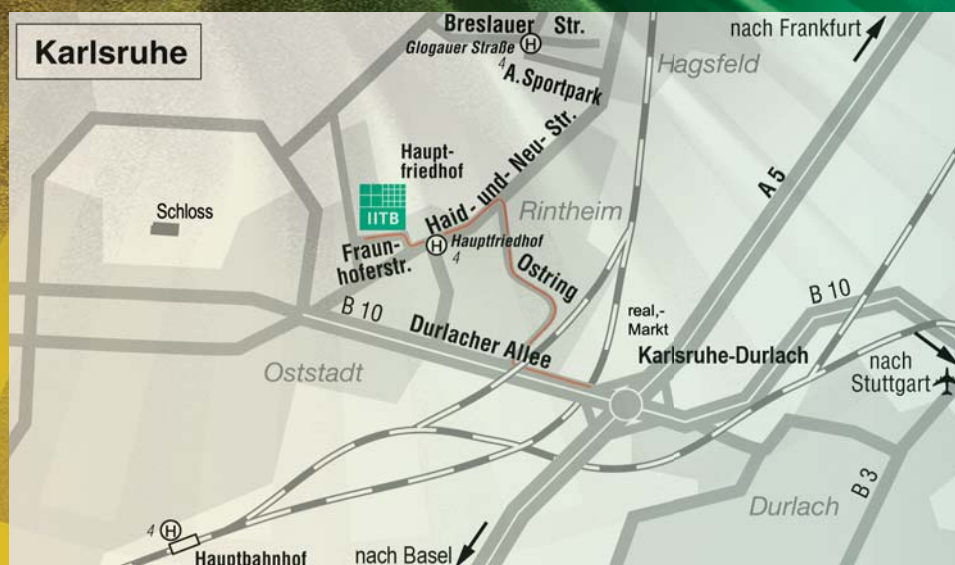 Karlsruhe
Breslauer Str.
Glogauer Straße H
4
A. Sportpark
nach Frankfurt
Hagsfeld
A 5
Haupt-
friedhof
IITB
Haid- und- Neu- Str.
Rintheim
Schloss
Fraun-
hoferstr.
H Hauptfriedhof
4
Ostring
B 10
B 10
Durlacher Allee
real,-
Markt
Karlsruhe-Durlach
nach
Stuttgart
Oststadt
B 3
Durlach
4 H
Hauptbahnhof
nach Basel